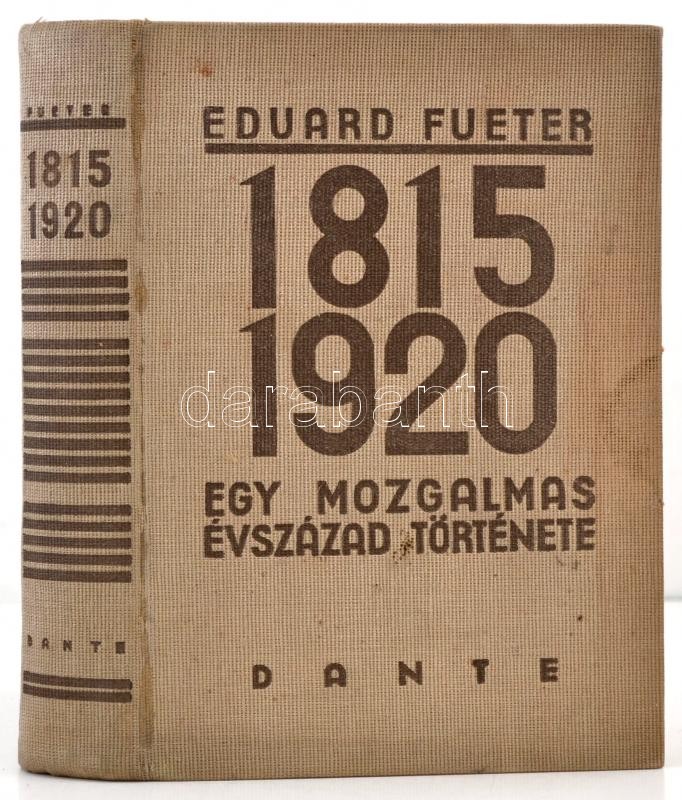 FUETER
1815
1920
DANTE
EDUARD FUETER
1815
1920
EGY MOZGALMAS
ÉVSZÁZAD TÖRTÉNETE
DANTE
darabanth